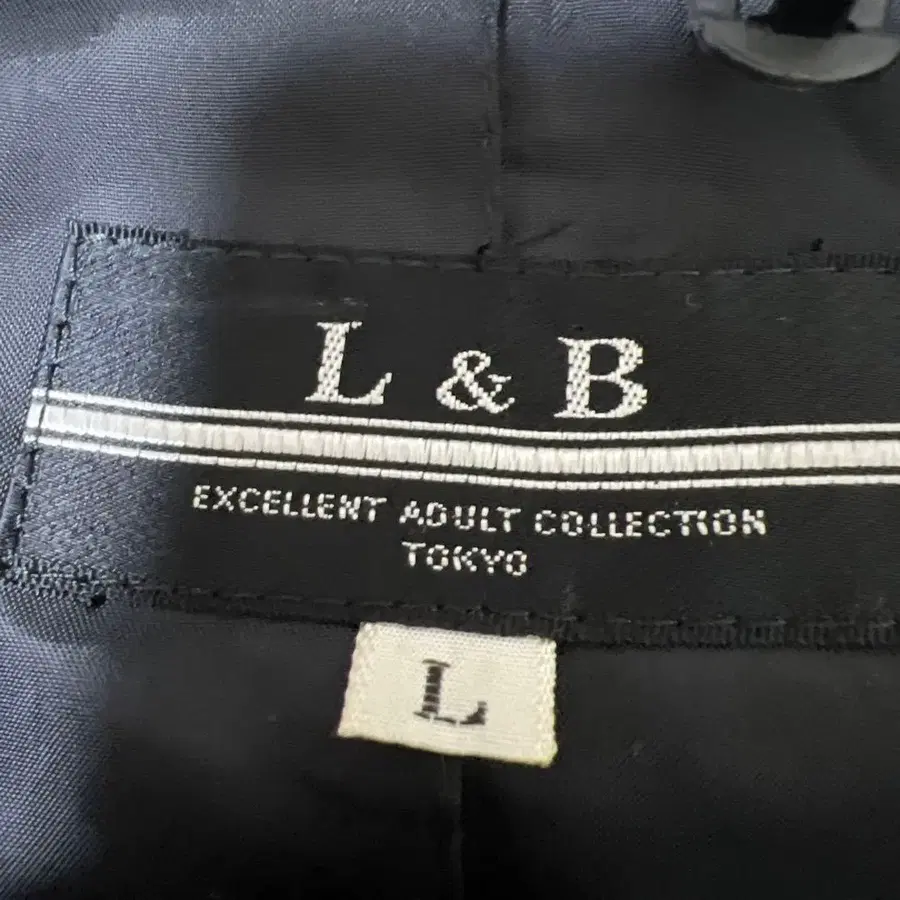 L & B
EXCELLENT ADULT COLLECTION
TOKYO
L